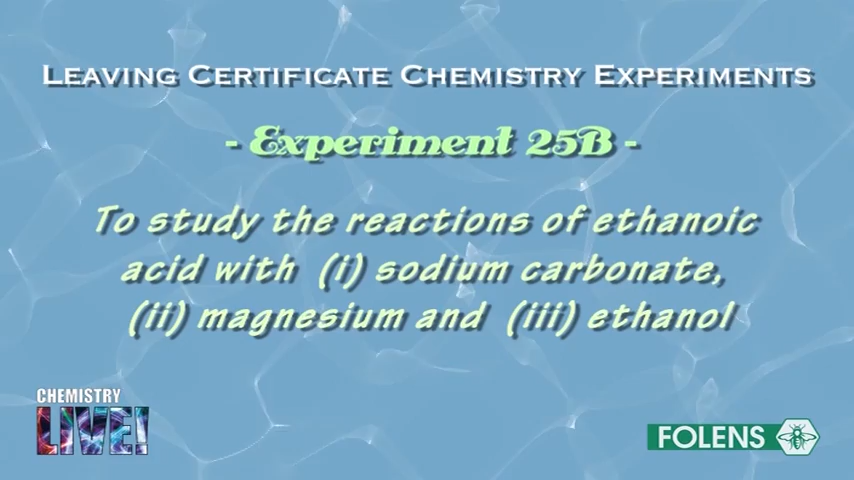 Leaving Certificate Chemistry Experiments
- Experiment 25B -
To study the reactions of ethanoic
acid with (i) sodium carbonate,
(ii) magnesium and (iii) ethanol
CHEMISTRY
LIVE!
FOLENS